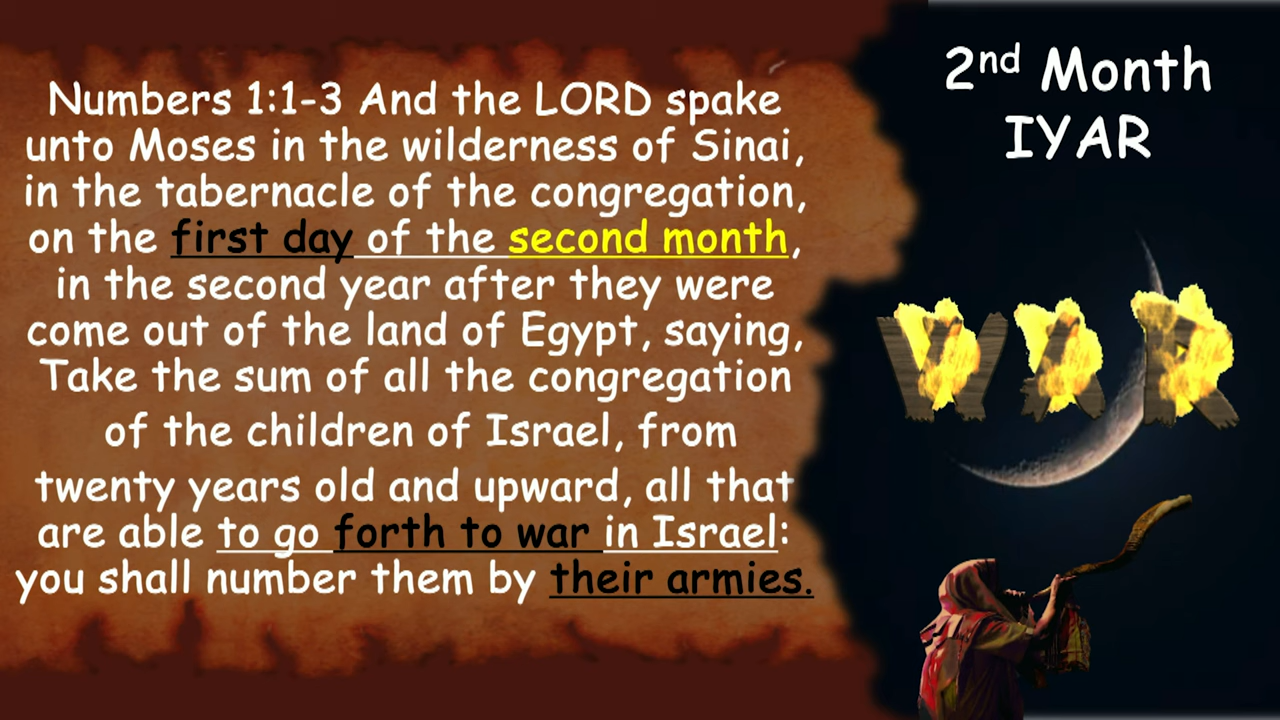 Numbers 1:1-3 And the LORD spake
unto Moses in the wilderness of Sinai,
in the tabernacle of the congregation,
on the first day of the second month,
in the second year after they were
come out of the land of Egypt, saying,
Take the sum of all the congregation
of the children of Israel, from
twenty years old and upward, all that
are able to go forth to war in Israel:
you shall number them by their armies.
2nd Month
IYAR
WAR